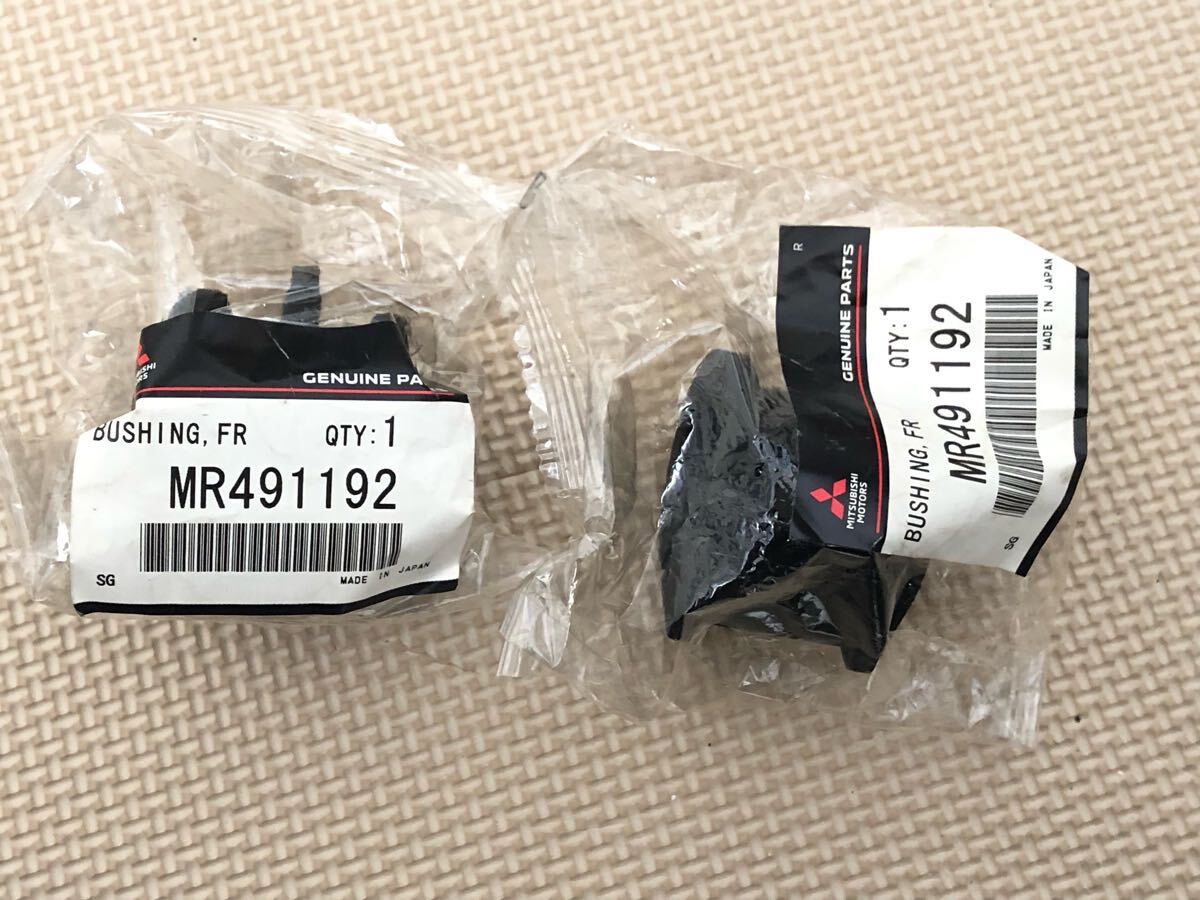 GENUINE PA
BUSHING, FR QTY: 1
MR491192
SG MADE IN JAPAN
R
GENUINE PARTS
MITSUBISHI
MOTORS
BUSHING, FR QTY: 1
MR491192
SG MADE IN JAPAN